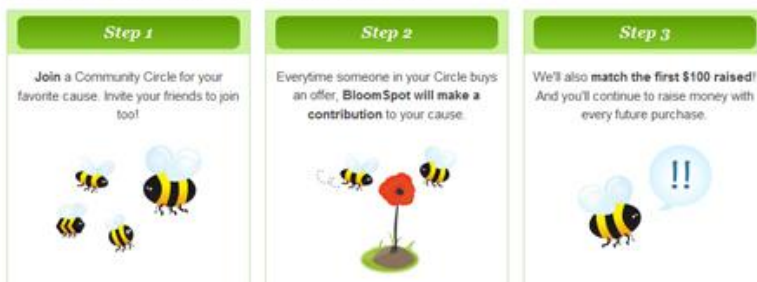 Step 1
Join a Community Circle for your
favorite cause. Invite your friends to join
too!
Step 2
Everytime someone in your Circle buys
an offer, BloomSpot will make a
contribution to your cause.
Step 3
We'll also match the first $100 raised!
And you'll continue to raise money with
every future purchase.
!!